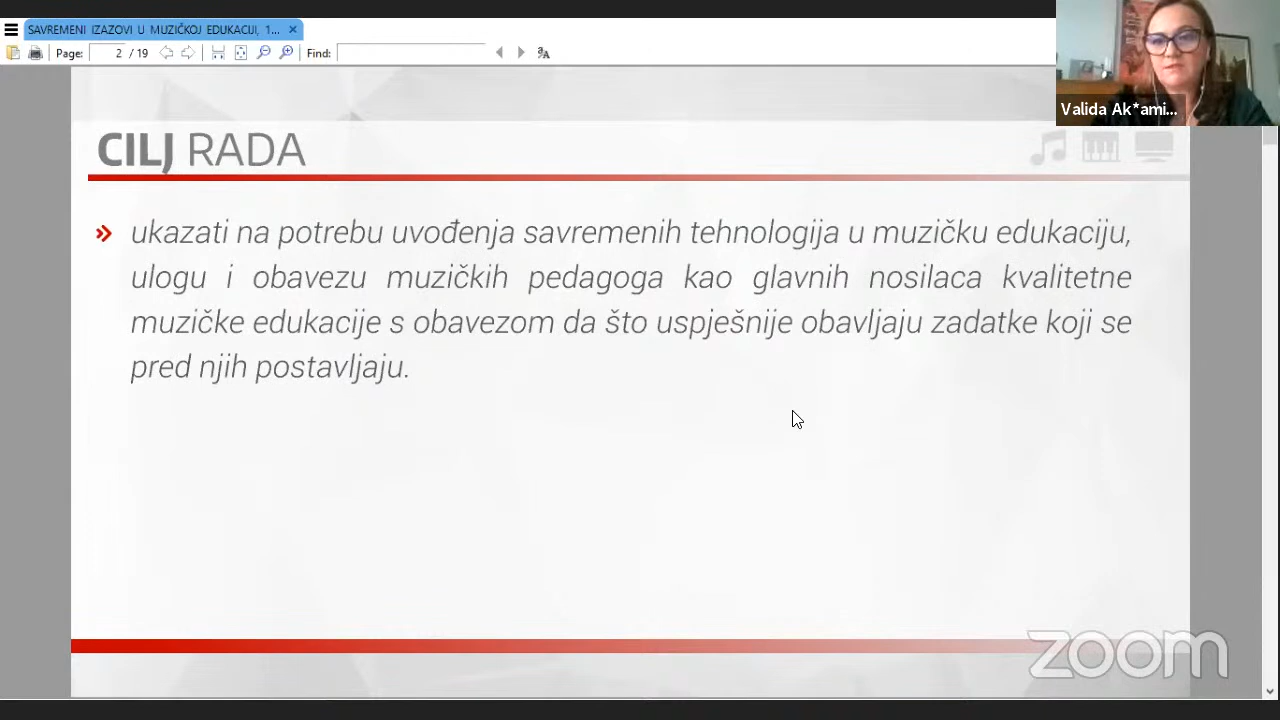 SAVREMENI IZAZOVI U MUZIČKOJ EDUKACIJI, 1...
Page: 2 / 19 Find:
Valida Ak*ami...
CILJ RADA
» ukazati na potrebu uvođenja savremenih tehnologija u muzičku edukaciju,
ulogu i obavezu muzičkih pedagoga kao glavnih nosilaca kvalitetne
muzičke edukacije s obavezom da što uspješnije obavljaju zadatke koji se
pred njih postavljaju.
zoom